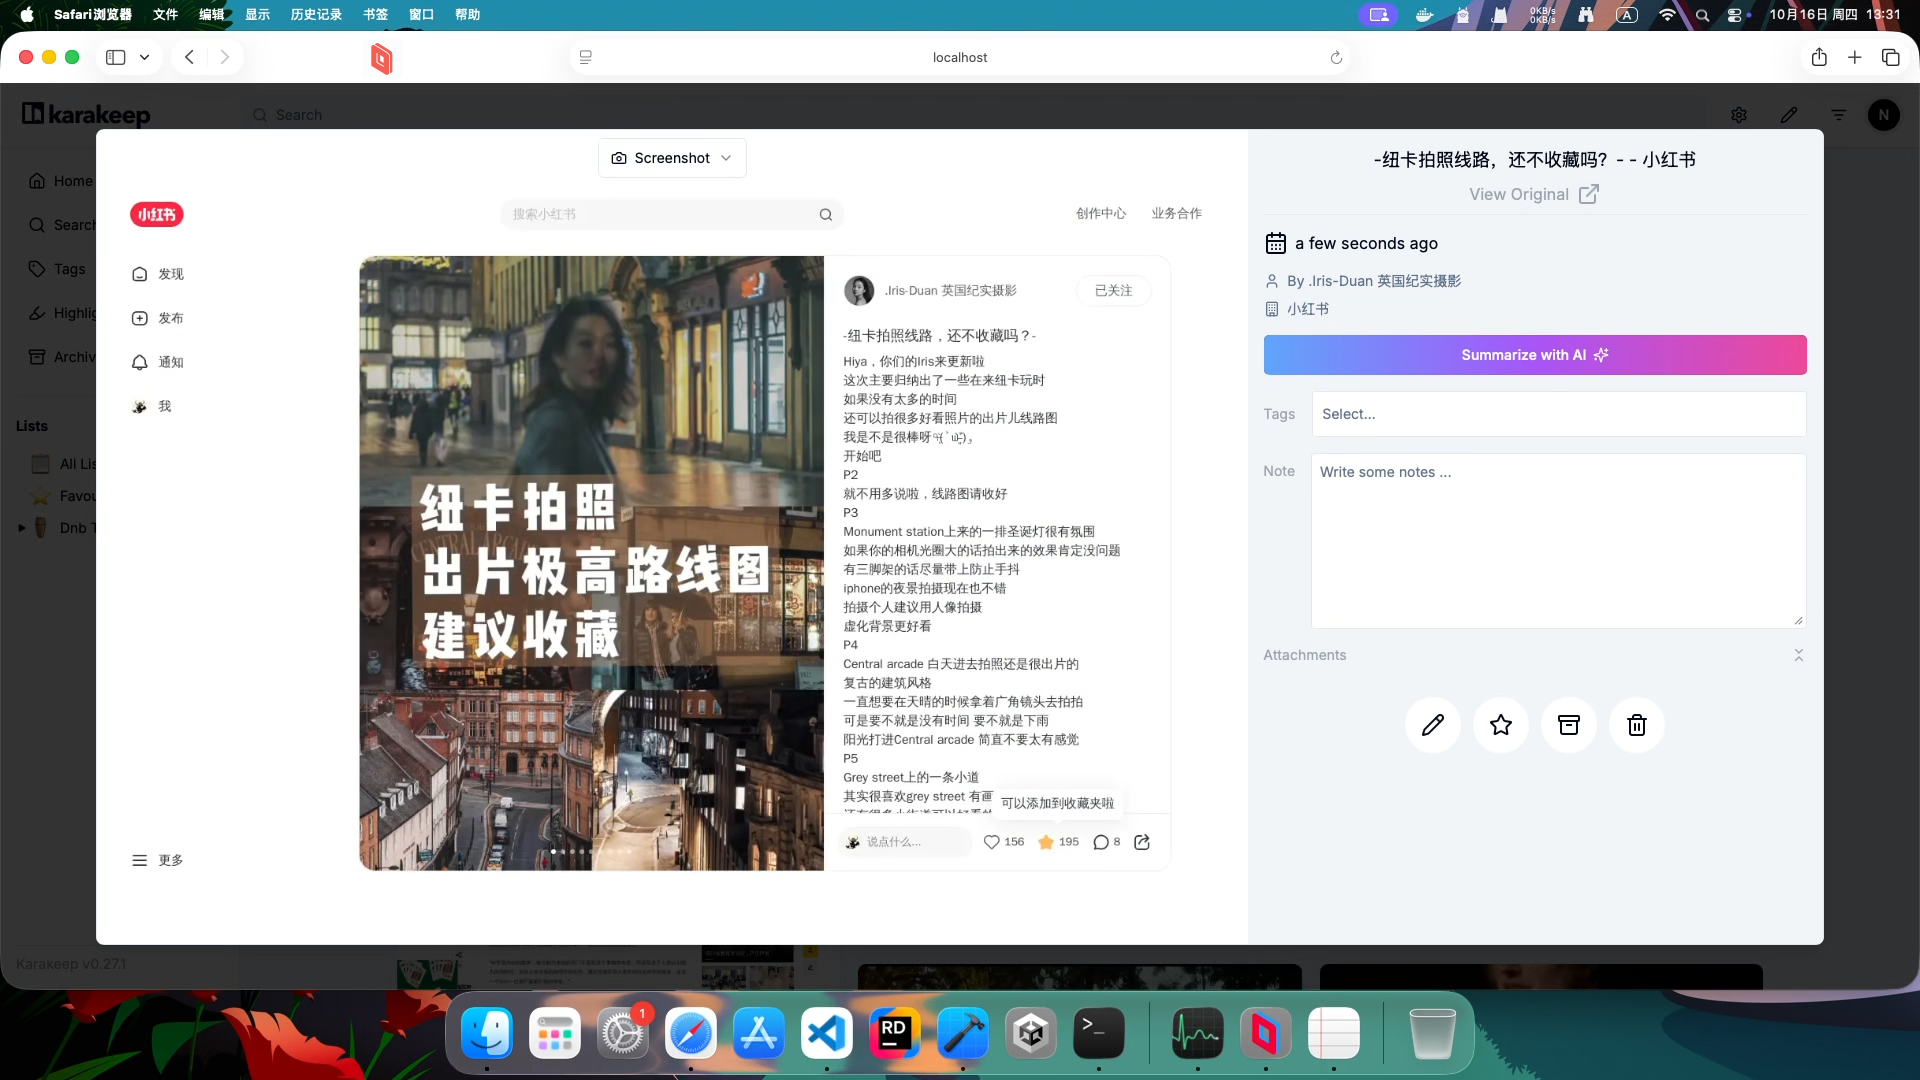 Safari浏览器 文件 编辑 显示 历史记录 书签 窗口 帮助
0KB/s
0KB/s
A
10月16日 周四 13:31
localhost
karakeep
Search
N
Home
Search
Tags
Highlig
Archiv
Lists
All Lis
Favou
Dnb T
Karakeep v0.27.1
Screenshot
小红书
搜索小红书
创作中心 业务合作
发现
发布
通知
我
更多
纽卡拍照
出片极高路线图
建议收藏
.Iris-Duan 英国纪实摄影
已关注
-纽卡拍照线路，还不收藏吗？-
Hiya，你们的Iris来更新啦
这次主要归纳出了一些在来纽卡玩时
如果没有太多的时间
还可以拍很多好看照片的出片儿线路图
我是不是很棒呀
开始吧
P2
就不用多说啦，线路图请收好
P3
Monument station上来的一排圣诞灯很有氛围
如果你的相机光圈大的话拍出来的效果肯定没问题
有三脚架的话尽量带上防止手抖
iphone的夜景拍摄现在也不错
拍摄个人建议用人像拍摄
虚化背景更好看
P4
Central arcade 白天进去拍照还是很出片的
复古的建筑风格
一直想要在天晴的时候拿着广角镜头去拍拍
可是要不就是没有时间 要不就是下雨
阳光打进Central arcade 简直不要太有感觉
P5
Grey street上的一条小道
其实很喜欢grey street 有画
可以添加到收藏夹啦
说点什么...
156
195
8
-纽卡拍照线路，还不收藏吗？- - 小红书
View Original
a few seconds ago
By .Iris-Duan 英国纪实摄影
小红书
Summarize with AI
Tags
Select...
Note
Write some notes ...
Attachments
1
RD
>_